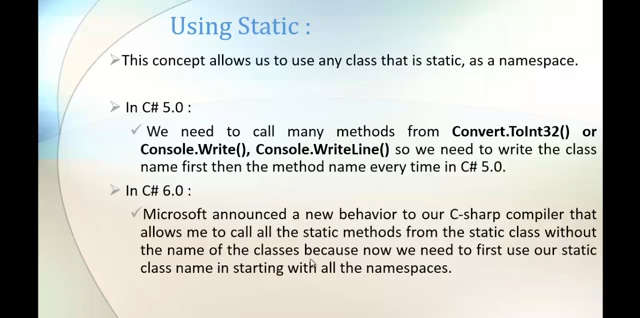 Using Static :
This concept allows us to use any class that is static, as a namespace.
In C# 5.0 :
We need to call many methods from Convert.ToInt32() or
Console.Write(), Console.WriteLine() so we need to write the class
name first then the method name every time in C# 5.0.
In C# 6.0 :
Microsoft announced a new behavior to our C-sharp compiler that
allows me to call all the static methods from the static class without
the name of the classes because now we need to first use our static
class name in starting with all the namespaces.